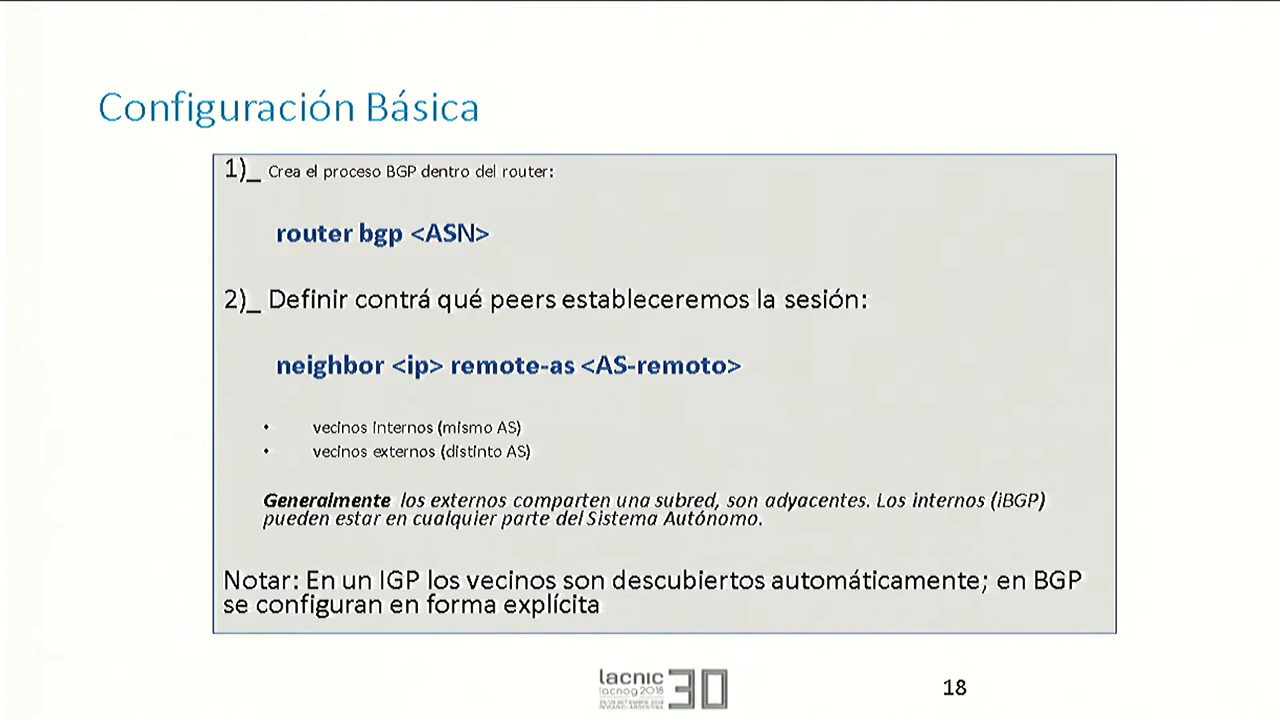 Configuración Básica
1)_ Crea el proceso BGP dentro del router:
router bgp <ASN>
2)_ Definir contrá qué peers estableceremos la sesión:
neighbor <ip> remote-as <AS-remoto>
• vecinos internos (mismo AS)
• vecinos externos (distinto AS)
Generalmente los externos comparten una subred, son adyacentes. Los internos (iBGP)
pueden estar en cualquier parte del Sistema Autónomo.
Notar: En un IGP los vecinos son descubiertos automáticamente; en BGP
se configuran en forma explícita
lacnic 30
lacnog 2018
18